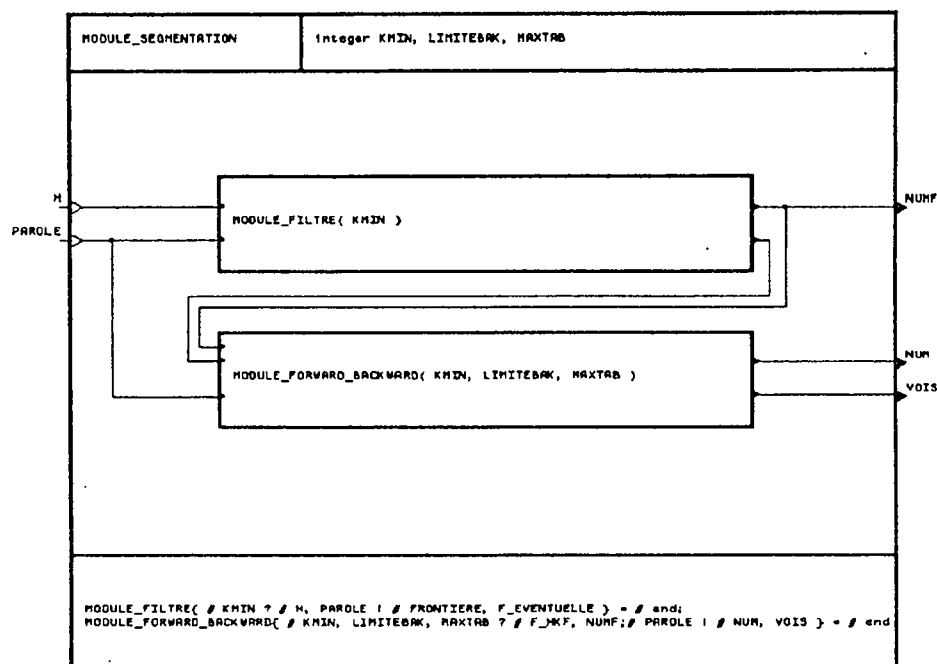 MODULE_SEGMENTATION
integer KMIN, LIMITEBAK, MAXTAB
M
PAROLE
MODULE_FILTRE( KMIN )
NUMF
MODULE_FORWARD_BACKWARD( KMIN, LIMITEBAK, MAXTAB )
NUM
VOIS
MODULE_FILTRE{ # KMIN ? # M, PAROLE ! # FRONTIERE, F_EVENTUELLE } = # end;
MODULE_FORWARD_BACKWARD{ # KMIN, LIMITEBAK, MAXTAB ? # F_MKF, NUMF;# PAROLE ! # NUM, VOIS } = # end